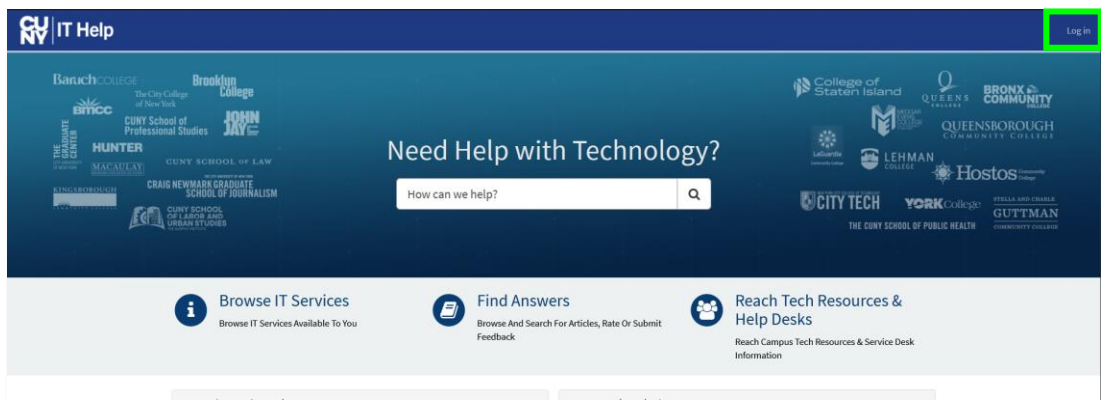 CUNY IT Help
Log in
Baruch COLLEGE
The City College
of New York
Brooklyn
College
BMCC
CUNY School of
Professional Studies
JOHN
JAY
THE
GRADUATE
CENTER
HUNTER
MACAULAY
CUNY SCHOOL OF LAW
CRAIG NEWMARK GRADUATE
SCHOOL OF JOURNALISM
KINGSBOROUGH
CUNY SCHOOL
OF LABOR AND
URBAN STUDIES
Need Help with Technology?
How can we help?
College of
Staten Island
QUEENS
COLLEGE
BRONX
COMMUNITY
COLLEGE
QUEENSBOROUGH
COMMUNITY COLLEGE
LaGuardia
LEHMAN
COLLEGE
Hostos Community
College
CITY TECH
YORK College
STELLA AND CHARLES
GUTTMAN
COMMUNITY COLLEGE
THE CUNY SCHOOL OF PUBLIC HEALTH
Browse IT Services
Browse IT Services Available To You
Find Answers
Browse And Search For Articles, Rate Or Submit
Feedback
Reach Tech Resources &
Help Desks
Reach Campus Tech Resources & Service Desk
Information